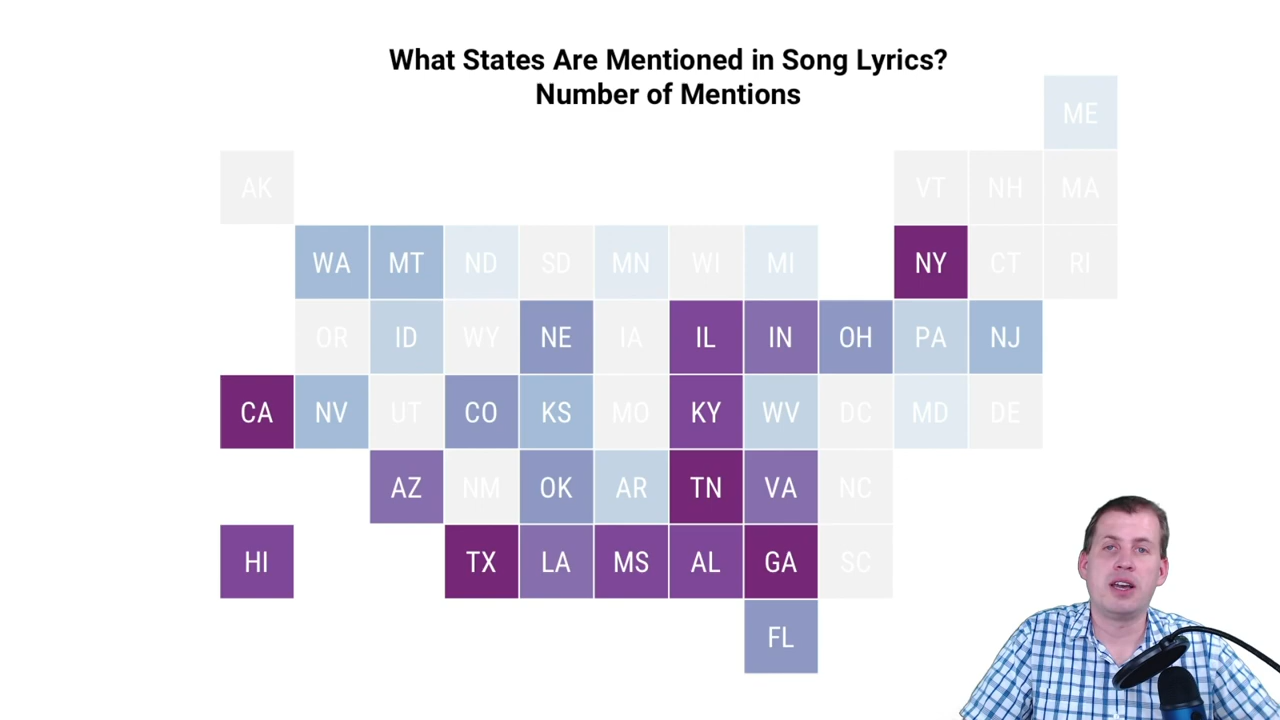 What States Are Mentioned in Song Lyrics?
Number of Mentions
ME
AK VT NH MA
WA MT ND SD MN WI MI NY CT RI
OR ID WY NE IA IL IN OH PA NJ
CA NV UT CO KS MO KY WV DC MD DE
AZ NM OK AR TN VA NC
HI TX LA MS AL GA SC
FL